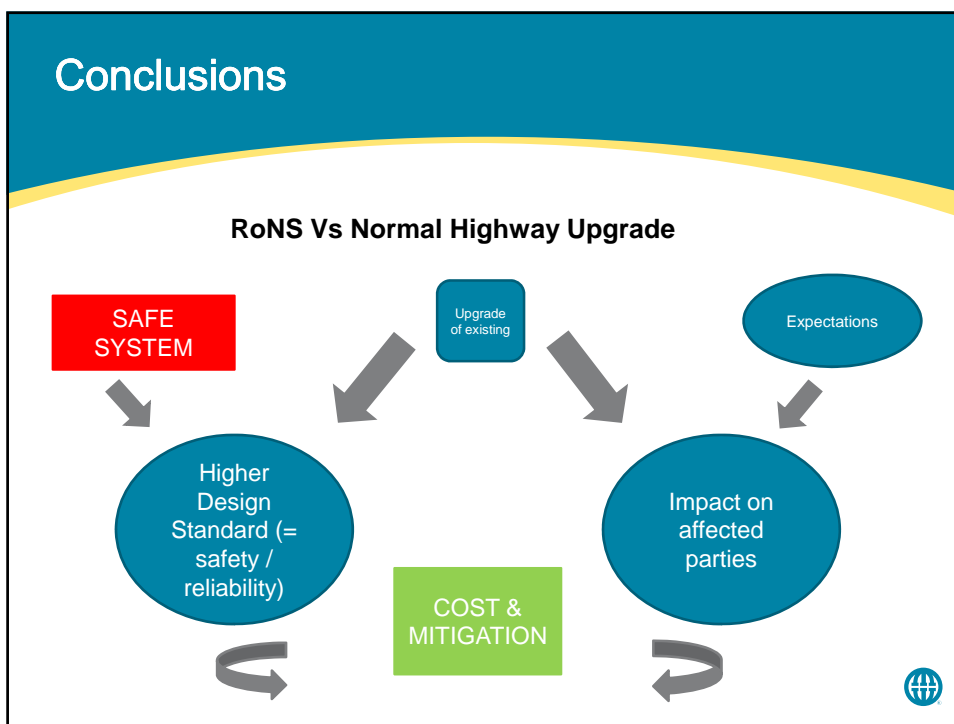 Conclusions
RoNS Vs Normal Highway Upgrade
SAFE
SYSTEM
Upgrade
of existing
Expectations
Higher
Design
Standard (=
safety /
reliability)
Impact on
affected
parties
COST &
MITIGATION